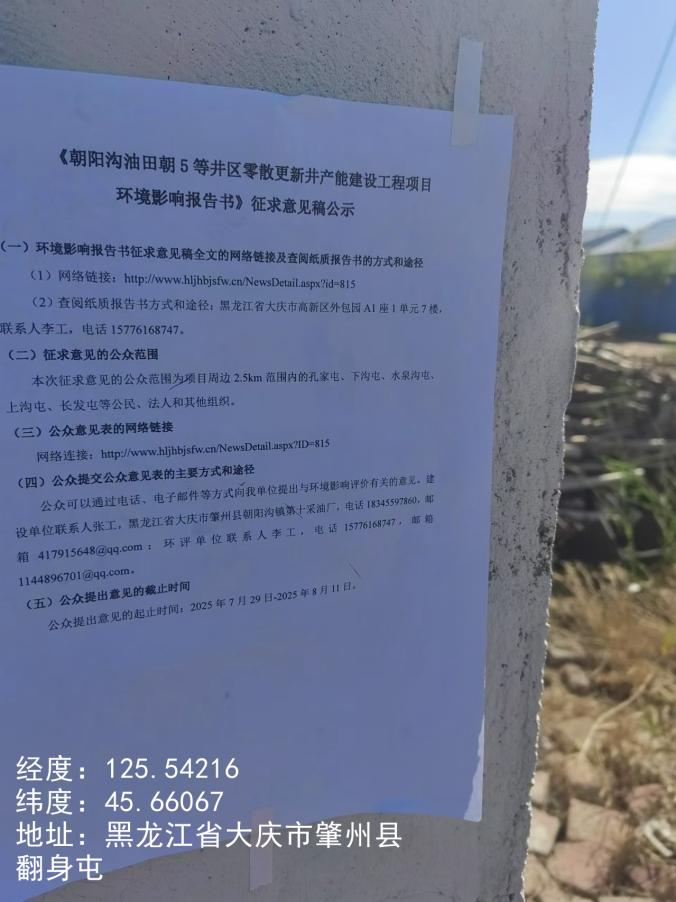 《朝阳沟油田朝 5 等井区零散更新井产能建设工程项目
环境影响报告书》征求意见稿公示
（一）环境影响报告书征求意见稿全文的网络链接及查阅纸质报告书的方式和途径
（1）网络链接：http://www.hljhbjsfw.cn/NewsDetail.aspx?id=815
（2）查阅纸质报告书方式和途径：黑龙江省大庆市高新区外包园 A1 座 1 单元 7 楼，
联系人李工，电话 15776168747。
（二）征求意见的公众范围
本次征求意见的公众范围为项目周边 2.5km 范围内的孔家屯、下沟屯、水泉沟屯、
上沟屯、长发屯等公民、法人和其他组织。
（三）公众意见表的网络链接
网络连接：http://www.hljhbjsfw.cn/NewsDetail.aspx?ID=815
（四）公众提交公众意见表的主要方式和途径
公众可以通过电话、电子邮件等方式向我单位提出与环境影响评价有关的意见。建
设单位联系人张工，黑龙江省大庆市肇州县朝阳沟镇第十采油厂，电话 18345597860，邮
箱 417915648@qq.com；环评单位联系人李工，电话 15776168747，邮箱
1144896701@qq.com。
（五）公众提出意见的截止时间
公众提出意见的起止时间：2025 年 7 月 29 日-2025 年 8 月 11 日。
经度：125.54216
纬度：45.66067
地址：黑龙江省大庆市肇州县
翻身屯